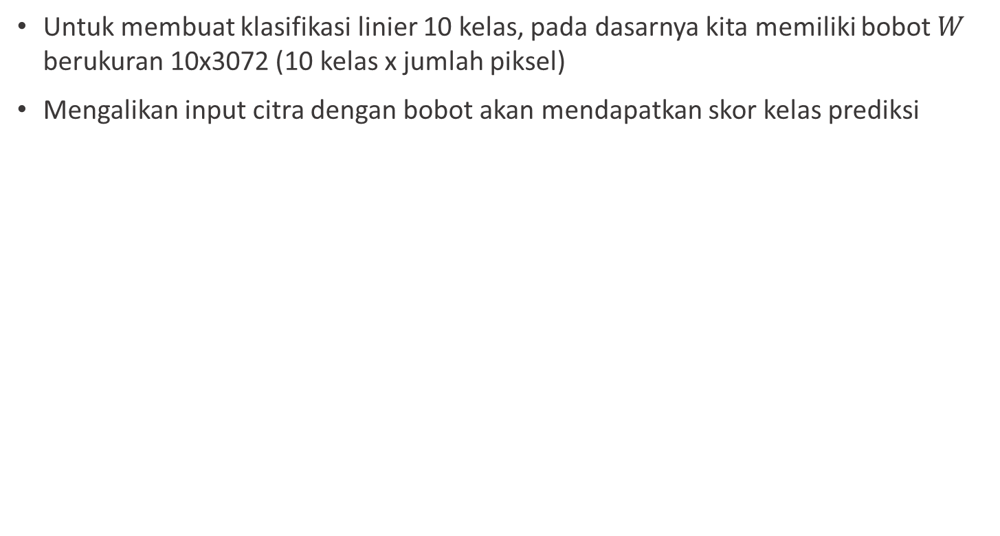 • Untuk membuat klasifikasi linier 10 kelas, pada dasarnya kita memiliki bobot W
berukuran 10x3072 (10 kelas x jumlah piksel)
• Mengalikan input citra dengan bobot akan mendapatkan skor kelas prediksi